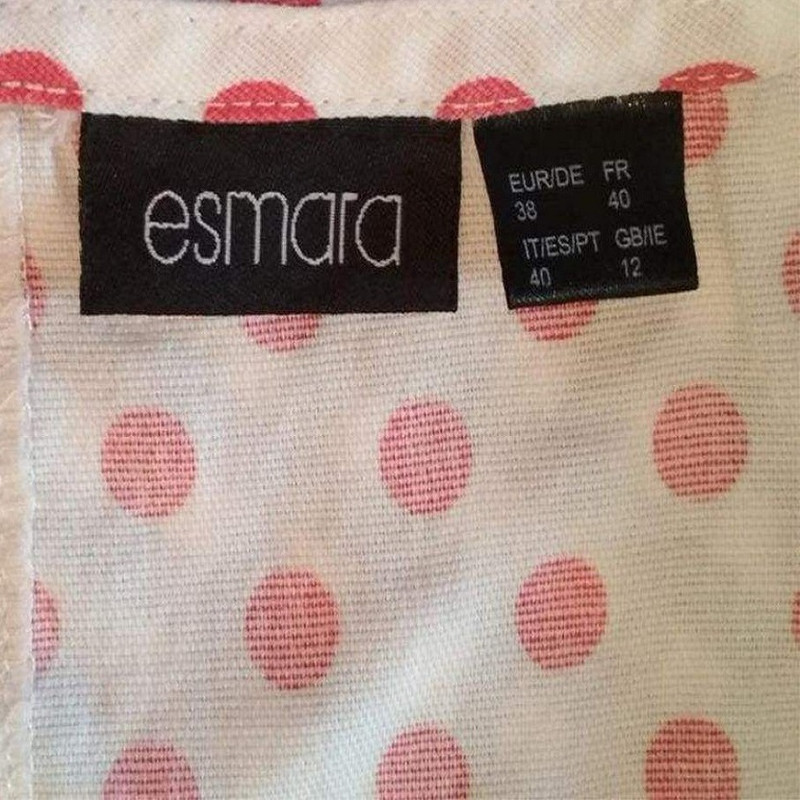 esmara
EUR/DE FR
38 40
IT/ES/PT GB/IE
40 12